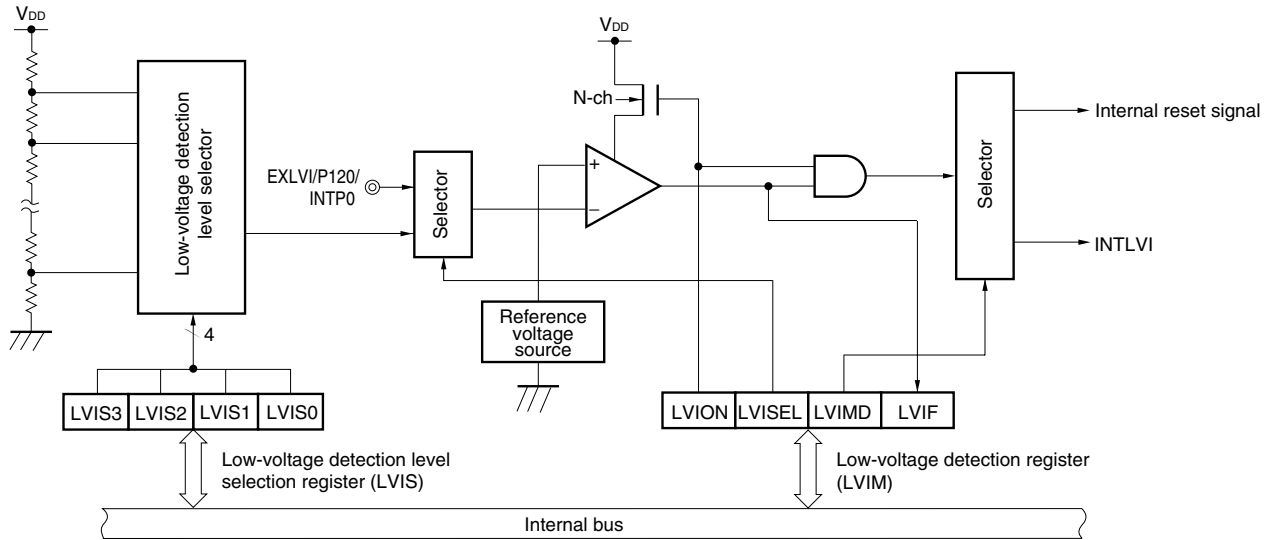 VDD
Low-voltage detection
level selector
4
LVIS3 LVIS2 LVIS1 LVIS0
Low-voltage detection level
selection register (LVIS)
EXLVI/P120/
INTP0
Selector
VDD
N-ch
+
−
Reference
voltage
source
Selector
Internal reset signal
INTLVI
LVION LVISEL LVIMD LVIF
Low-voltage detection register
(LVIM)
Internal bus